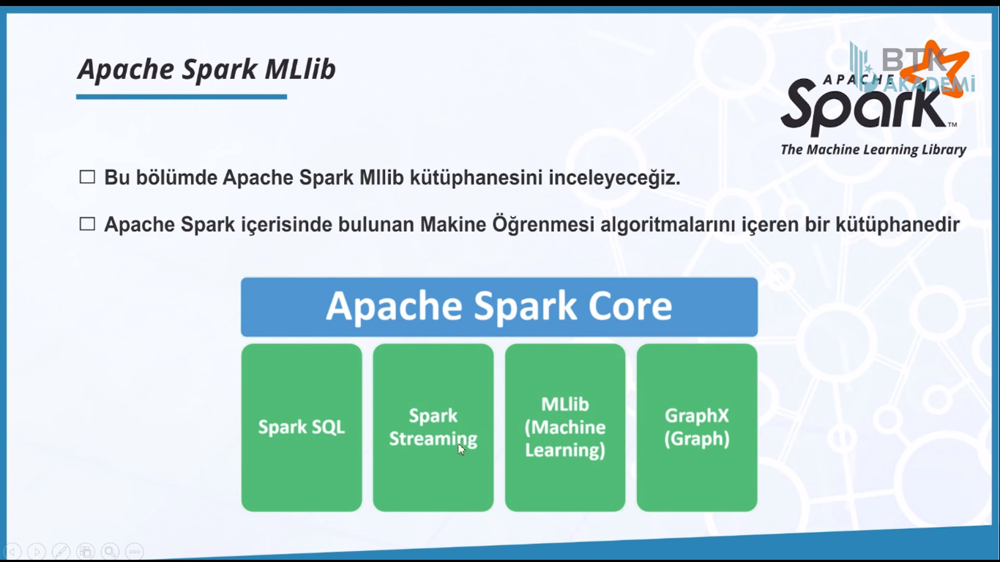 Apache Spark MLlib
BTK
AKADEMİ
APACHE
Spark™
The Machine Learning Library
Bu bölümde Apache Spark Mllib kütüphanesini inceleyeceğiz.
Apache Spark içerisinde bulunan Makine Öğrenmesi algoritmalarını içeren bir kütüphanedir
Apache Spark Core
Spark SQL
Spark
Streaming
MLlib
(Machine
Learning)
GraphX
(Graph)